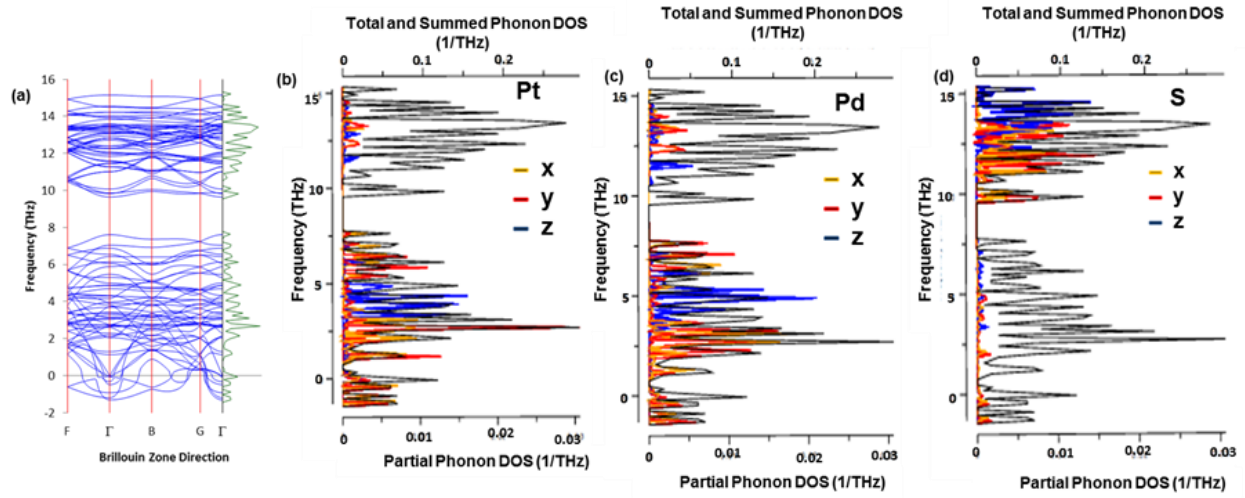 (a)
16
14
12
10
8
6
4
2
0
-2
Frequency (THz)
F Γ B G Γ
Brillouin Zone Direction
Total and Summed Phonon DOS
(1/THz)
0 0.1 0.2
(b)
Pt
15
10
5
0
Frequency (THz)
x
y
z
0 0.01 0.02 0.03
Partial Phonon DOS (1/THz)
Total and Summed Phonon DOS
(1/THz)
0 0.1 0.2
(c)
Pd
15
10
5
0
Frequency (THz)
x
y
z
0 0.01 0.02 0.03
Partial Phonon DOS (1/THz)
Total and Summed Phonon DOS
(1/THz)
0 0.1 0.2
(d)
S
15
10
5
0
Frequency (THz)
x
y
z
0 0.01 0.02 0.03
Partial Phonon DOS (1/THz)